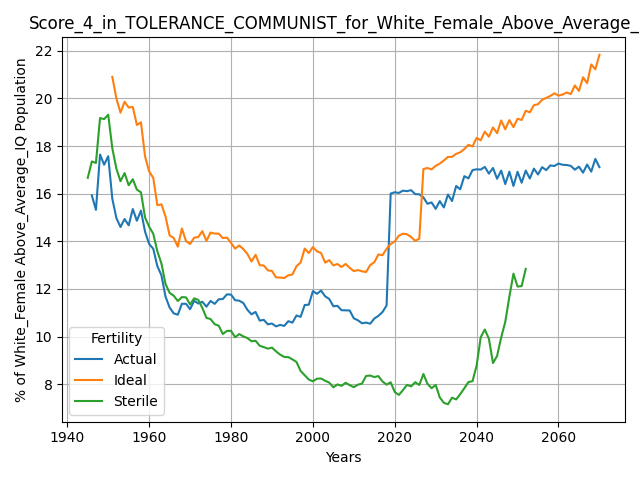 Score_4_in_TOLERANCE_COMMUNIST_for_White_Female_Above_Average_
% of White_Female Above_Average_IQ Population
22
20
18
16
14
12
10
8
Fertility
Actual
Ideal
Sterile
1940 1960 1980 2000 2020 2040 2060
Years